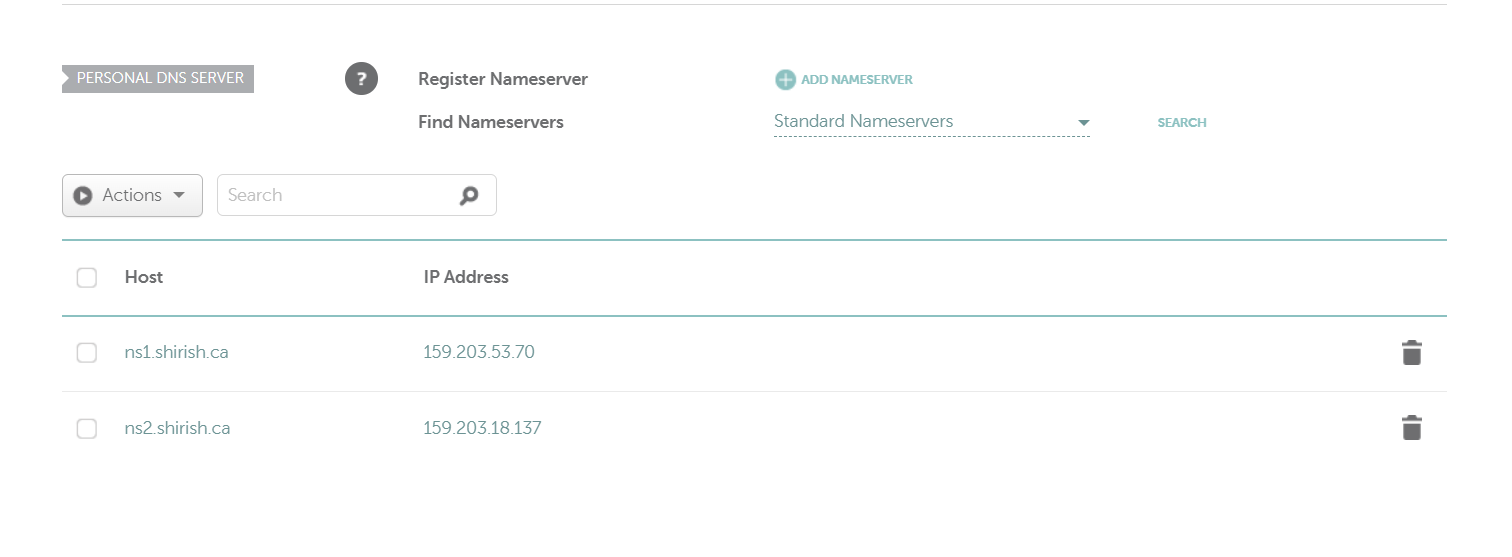 PERSONAL DNS SERVER ? Register Nameserver ADD NAMESERVER
Find Nameservers Standard Nameservers SEARCH
Actions Search
Host IP Address
ns1.shirish.ca 159.203.53.70
ns2.shirish.ca 159.203.18.137